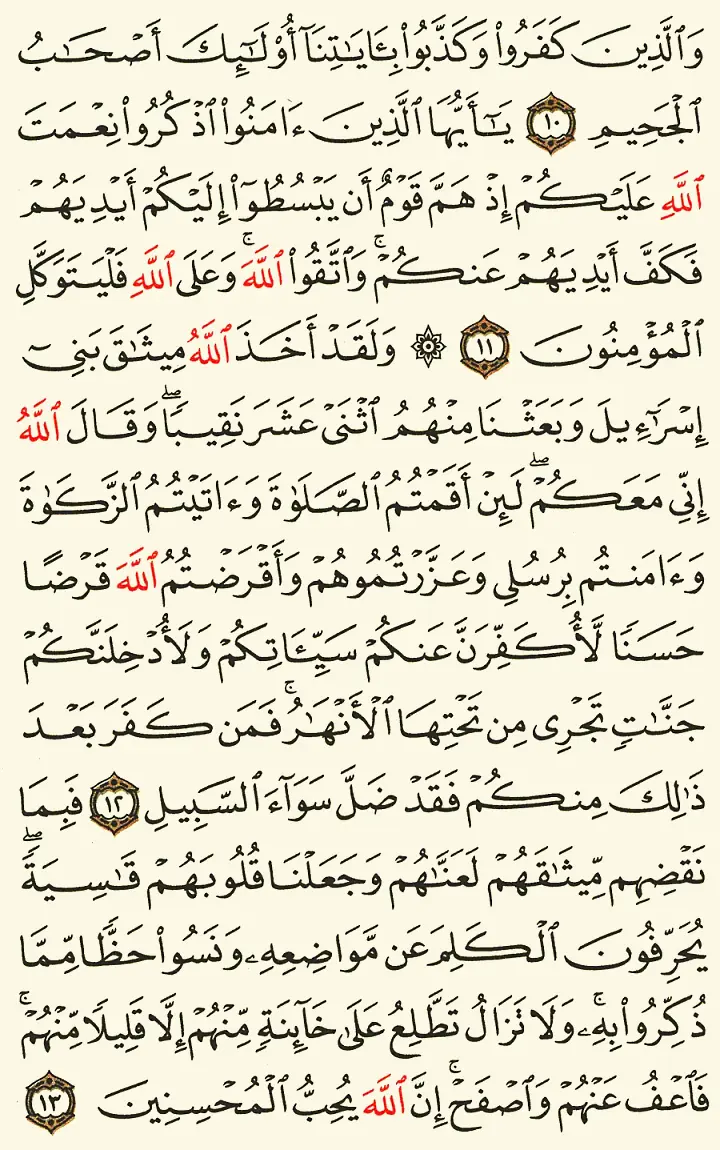 وَٱلَّذِينَ كَفَرُوا۟ وَكَذَّبُوا۟ بِـَٔايَـٰتِنَآ أُو۟لَـٰٓئِكَ أَصْحَـٰبُ
ٱلْجَحِيمِ ١٠ يَـٰٓأَيُّهَا ٱلَّذِينَ ءَامَنُوا۟ ٱذْكُرُوا۟ نِعْمَتَ
ٱللَّهِ عَلَيْكُمْ إِذْ هَمَّ قَوْمٌ أَن يَبْسُطُوٓا۟ إِلَيْكُمْ أَيْدِيَهُمْ
فَكَفَّ أَيْدِيَهُمْ عَنكُمْ ۚ وَٱتَّقُوا۟ ٱللَّهَ ۚ وَعَلَى ٱللَّهِ فَلْيَتَوَكَّلِ
ٱلْمُؤْمِنُونَ ١١ ۞ وَلَقَدْ أَخَذَ ٱللَّهُ مِيثَـٰقَ بَنِىٓ
إِسْرَٰٓءِيلَ وَبَعَثْنَا مِنْهُمُ ٱثْنَىْ عَشَرَ نَقِيبًا ۖ وَقَالَ ٱللَّهُ
إِنِّى مَعَكُمْ ۖ لَئِنْ أَقَمْتُمُ ٱلصَّلَوٰةَ وَءَاتَيْتُمُ ٱلزَّكَوٰةَ
وَءَامَنتُم بِرُسُلِى وَعَزَّرْتُمُوهُمْ وَأَقْرَضْتُمُ ٱللَّهَ قَرْضًا
حَسَنًا لَّأُكَفِّرَنَّ عَنكُمْ سَيِّـَٔاتِكُمْ وَلَأُدْخِلَنَّكُمْ
جَنَّـٰتٍ تَجْرِى مِن تَحْتِهَا ٱلْأَنْهَـٰرُ ۚ فَمَن كَفَرَ بَعْدَ
ذَٰلِكَ مِنكُمْ فَقَدْ ضَلَّ سَوَآءَ ٱلسَّبِيلِ ١٢ فَبِمَا
نَقْضِهِم مِّيثَـٰقَهُمْ لَعَنَّـٰهُمْ وَجَعَلْنَا قُلُوبَهُمْ قَـٰسِيَةً ۖ
يُحَرِّفُونَ ٱلْكَلِمَ عَن مَّوَاضِعِهِۦ وَنَسُوا۟ حَظًّا مِّمَّا
ذُكِّرُوا۟ بِهِۦ ۚ وَلَا تَزَالُ تَطَّلِعُ عَلَىٰ خَآئِنَةٍ مِّنْهُمْ إِلَّا قَلِيلًا مِّنْهُمْ ۖ
فَٱعْفُ عَنْهُمْ وَٱصْفَحْ ۚ إِنَّ ٱللَّهَ يُحِبُّ ٱلْمُحْسِنِينَ ١٣